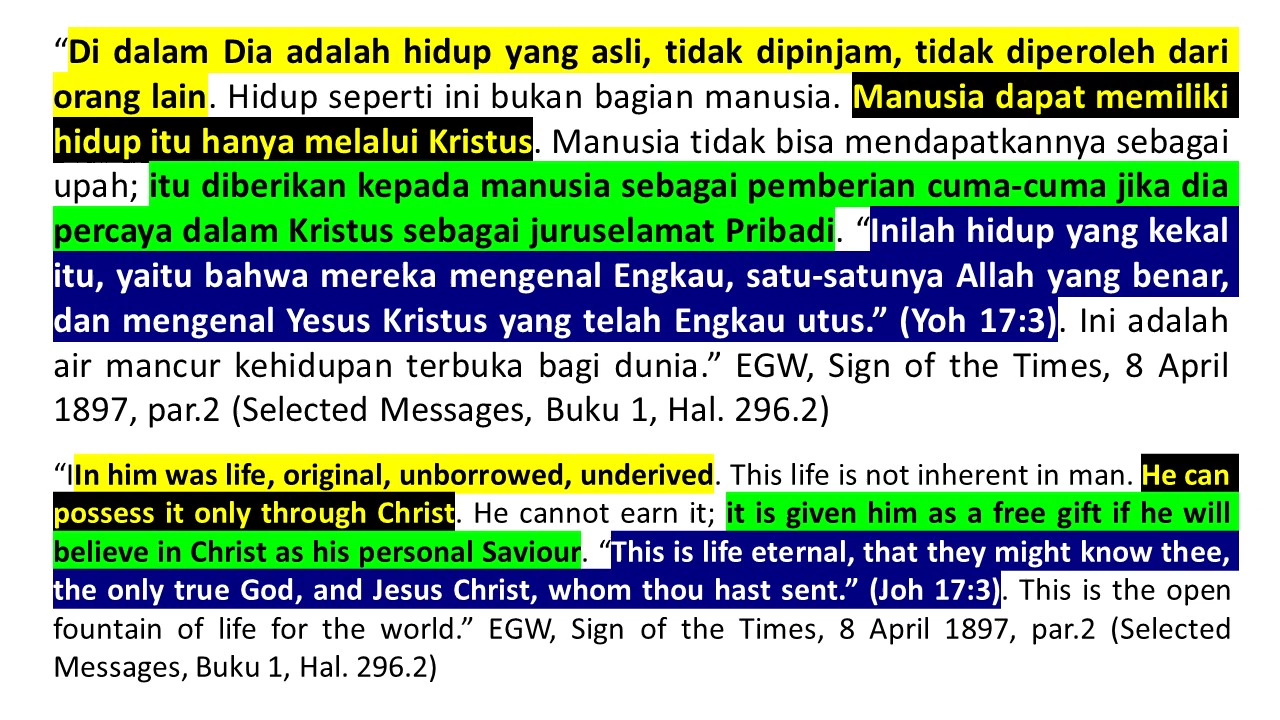 “Di dalam Dia adalah hidup yang asli, tidak dipinjam, tidak diperoleh dari
orang lain. Hidup seperti ini bukan bagian manusia. Manusia dapat memiliki
hidup itu hanya melalui Kristus. Manusia tidak bisa mendapatkannya sebagai
upah; itu diberikan kepada manusia sebagai pemberian cuma-cuma jika dia
percaya dalam Kristus sebagai juruselamat Pribadi. “Inilah hidup yang kekal
itu, yaitu bahwa mereka mengenal Engkau, satu-satunya Allah yang benar,
dan mengenal Yesus Kristus yang telah Engkau utus.” (Yoh 17:3). Ini adalah
air mancur kehidupan terbuka bagi dunia.” EGW, Sign of the Times, 8 April
1897, par.2 (Selected Messages, Buku 1, Hal. 296.2)
“IIn him was life, original, unborrowed, underived. This life is not inherent in man. He can
possess it only through Christ. He cannot earn it; it is given him as a free gift if he will
believe in Christ as his personal Saviour. “This is life eternal, that they might know thee,
the only true God, and Jesus Christ, whom thou hast sent.” (Joh 17:3). This is the open
fountain of life for the world.” EGW, Sign of the Times, 8 April 1897, par.2 (Selected
Messages, Buku 1, Hal. 296.2)